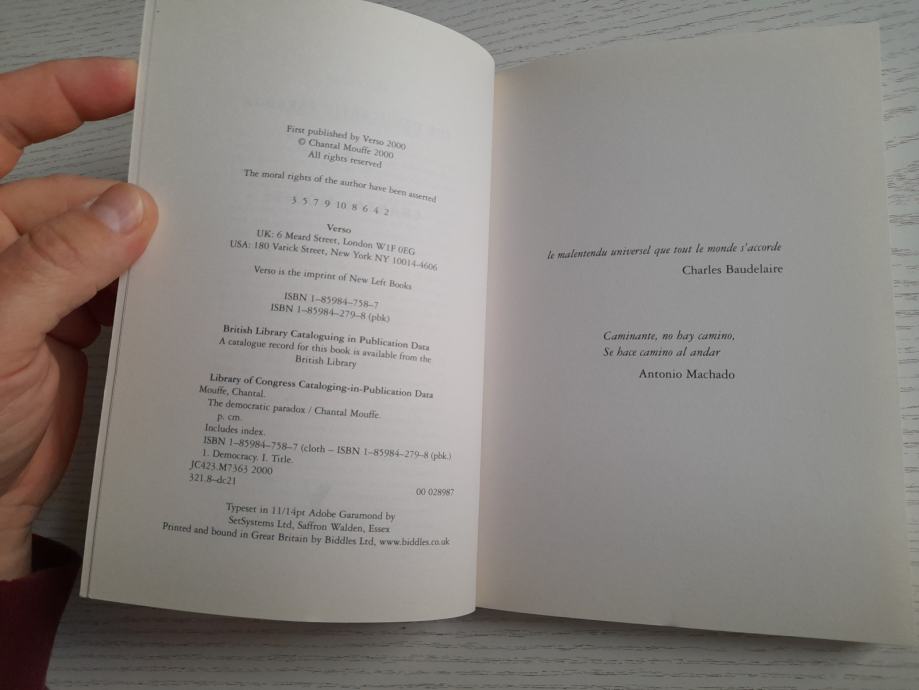 First published by Verso 2000
© Chantal Mouffe 2000
All rights reserved
The moral rights of the author have been asserted
3 5 7 9 10 8 6 4 2
Verso
UK: 6 Meard Street, London W1F 0EG
USA: 180 Varick Street, New York NY 10014-4606
Verso is the imprint of New Left Books
ISBN 1–85984–758–7
ISBN 1–85984–279–8 (pbk)
British Library Cataloguing in Publication Data
A catalogue record for this book is available from the
British Library
Library of Congress Cataloging-in-Publication Data
Mouffe, Chantal.
The democratic paradox / Chantal Mouffe.
p. cm.
Includes index.
ISBN 1–85984–758–7 (cloth – ISBN 1–85984–279–8 (pbk.)
1. Democracy. I. Title.
JC423.M7363 2000
321.8–dc21
00 028987
Typeset in 11/14pt Adobe Garamond by
SetSystems Ltd, Saffron Walden, Essex
Printed and bound in Great Britain by Biddles Ltd, www.biddles.co.uk
le malentendu universel que tout le monde s'accorde
Charles Baudelaire
Caminante, no hay camino,
Se hace camino al andar
Antonio Machado